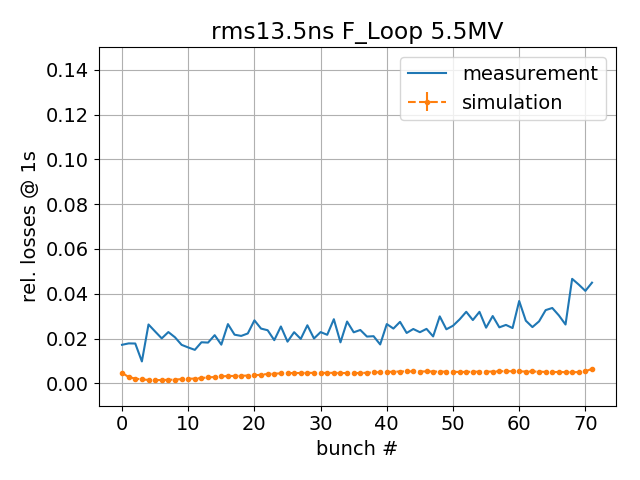 rms13.5ns F_Loop 5.5MV
measurement
simulation
rel. losses @ 1s
0.14
0.12
0.10
0.08
0.06
0.04
0.02
0.00
0 10 20 30 40 50 60 70
bunch #